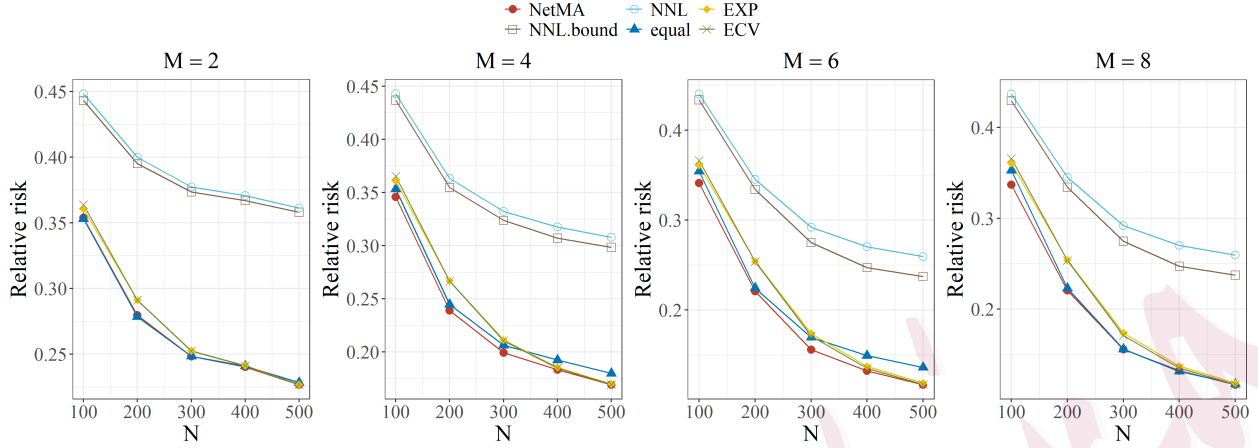 NetMA NNL EXP
NNL.bound equal ECV
M = 2
M = 4
M = 6
M = 8
Relative risk
0.45
0.40
0.35
0.30
0.25
100 200 300 400 500
N
Relative risk
0.45
0.40
0.35
0.30
0.25
0.20
100 200 300 400 500
N
Relative risk
0.4
0.3
0.2
100 200 300 400 500
N
Relative risk
0.4
0.3
0.2
100 200 300 400 500
N